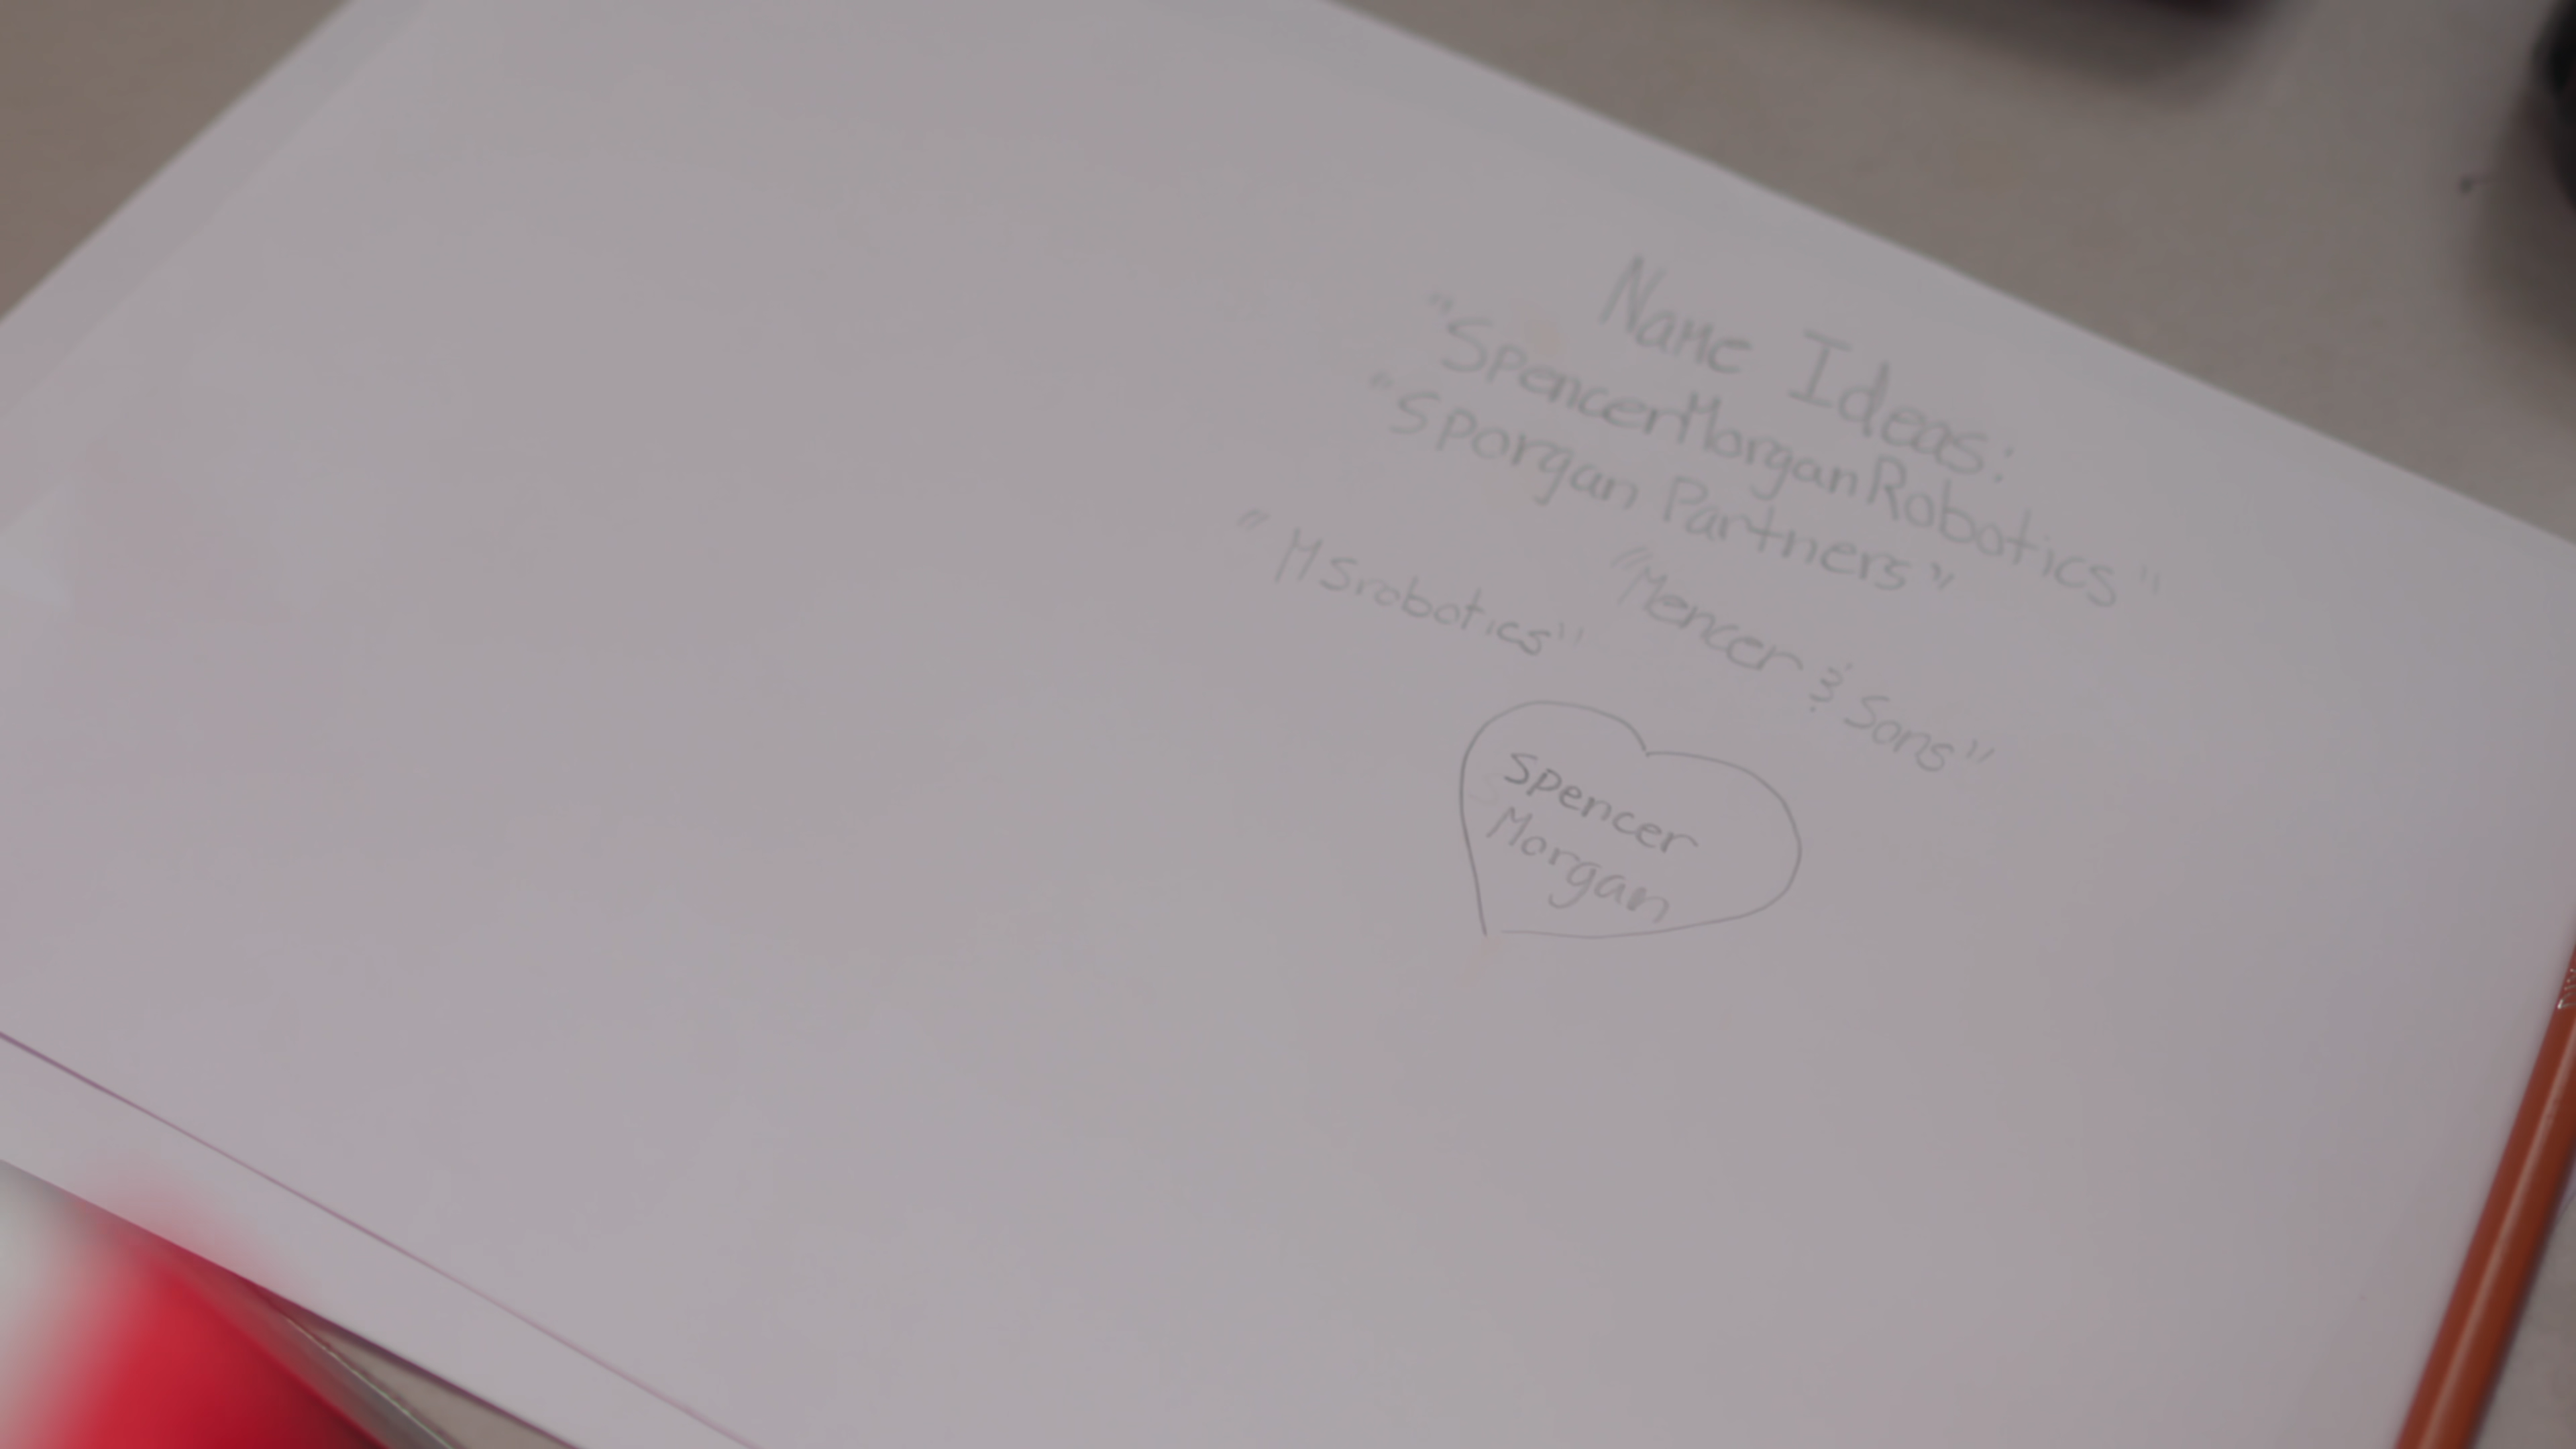 Name Ideas:
"SpencerMorganRobotics"
"Sporgan Partners"
"MSrobotics"
"Mencer & Sons"
Spencer
Morgan